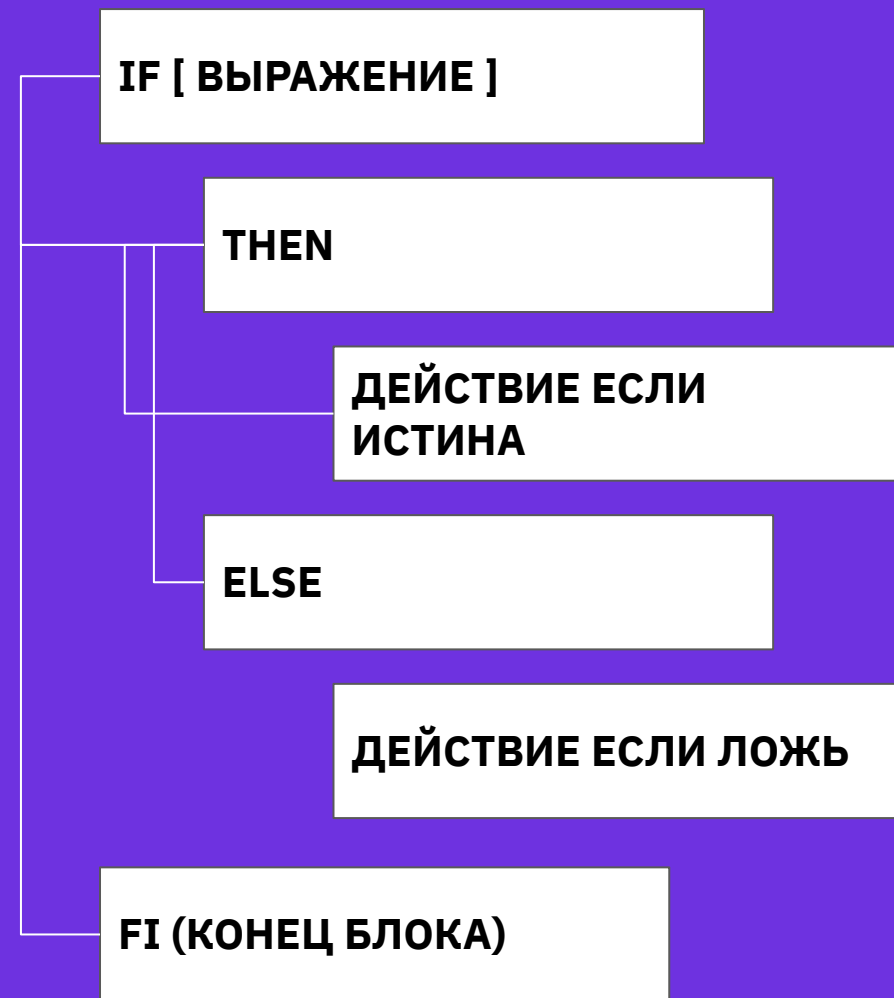 IF [ ВЫРАЖЕНИЕ ]
THEN
ДЕЙСТВИЕ ЕСЛИ
ИСТИНА
ELSE
ДЕЙСТВИЕ ЕСЛИ ЛОЖЬ
FI (КОНЕЦ БЛОКА)